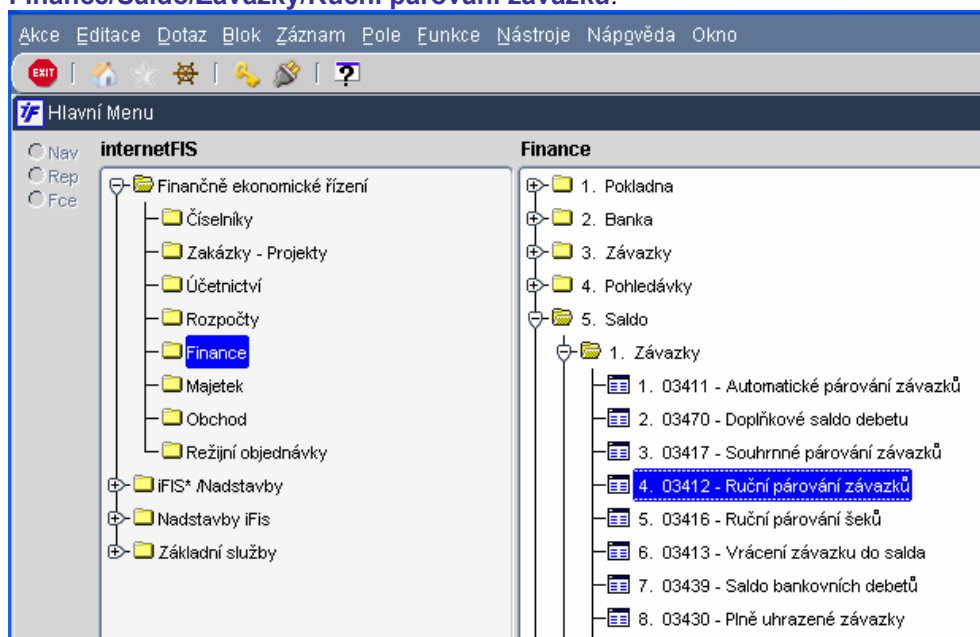 Finance/Saldo/Závazky/Ruční párování závazků.
Akce Editace Dotaz Blok Záznam Pole Funkce Nástroje Nápověda Okno
EXIT
Hlavní Menu
Nav
Rep
Fce
internetFIS
Finančně ekonomické řízení
Číselníky
Zakázky - Projekty
Účetnictví
Rozpočty
Finance
Majetek
Obchod
Režijní objednávky
iFIS* /Nadstavby
Nadstavby iFis
Základní služby
Finance
1. Pokladna
2. Banka
3. Závazky
4. Pohledávky
5. Saldo
1. Závazky
1. 03411 - Automatické párování závazků
2. 03470 - Doplňkové saldo debetu
3. 03417 - Souhrnné párování závazků
4. 03412 - Ruční párování závazků
5. 03416 - Ruční párování šeků
6. 03413 - Vrácení závazku do salda
7. 03439 - Saldo bankovních debetů
8. 03430 - Plně uhrazené závazky